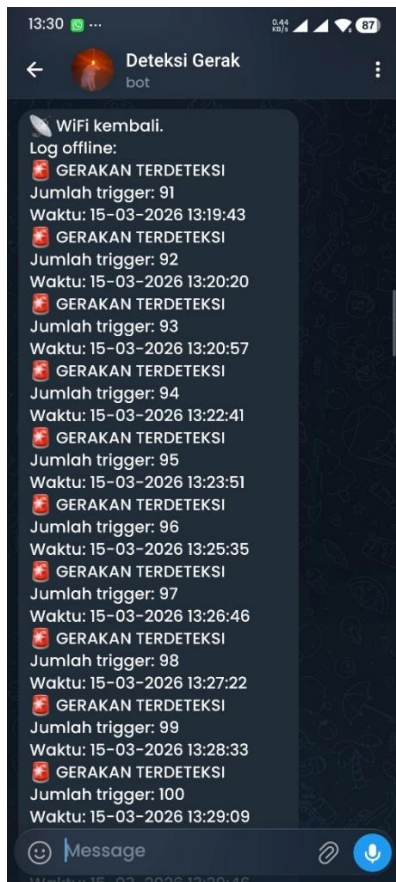 13:30 ...
0.44 KB/s 87
Deteksi Gerak
bot
WiFi kembali.
Log offline:
GERAKAN TERDETEKSI
Jumlah trigger: 91
Waktu: 15-03-2026 13:19:43
GERAKAN TERDETEKSI
Jumlah trigger: 92
Waktu: 15-03-2026 13:20:20
GERAKAN TERDETEKSI
Jumlah trigger: 93
Waktu: 15-03-2026 13:20:57
GERAKAN TERDETEKSI
Jumlah trigger: 94
Waktu: 15-03-2026 13:22:41
GERAKAN TERDETEKSI
Jumlah trigger: 95
Waktu: 15-03-2026 13:23:51
GERAKAN TERDETEKSI
Jumlah trigger: 96
Waktu: 15-03-2026 13:25:35
GERAKAN TERDETEKSI
Jumlah trigger: 97
Waktu: 15-03-2026 13:26:46
GERAKAN TERDETEKSI
Jumlah trigger: 98
Waktu: 15-03-2026 13:27:22
GERAKAN TERDETEKSI
Jumlah trigger: 99
Waktu: 15-03-2026 13:28:33
GERAKAN TERDETEKSI
Jumlah trigger: 100
Waktu: 15-03-2026 13:29:09
Message